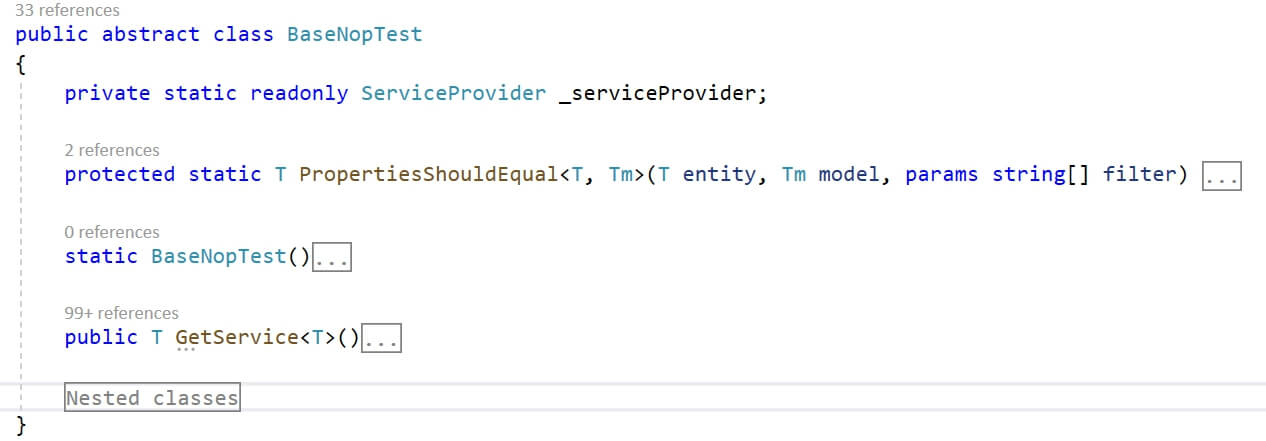 33 references
public abstract class BaseNopTest
{
private static readonly ServiceProvider _serviceProvider;
2 references
protected static T PropertiesShouldEqual<T, Tm>(T entity, Tm model, params string[] filter) ...
0 references
static BaseNopTest()...
99+ references
public T GetService<T>()...
Nested classes
}